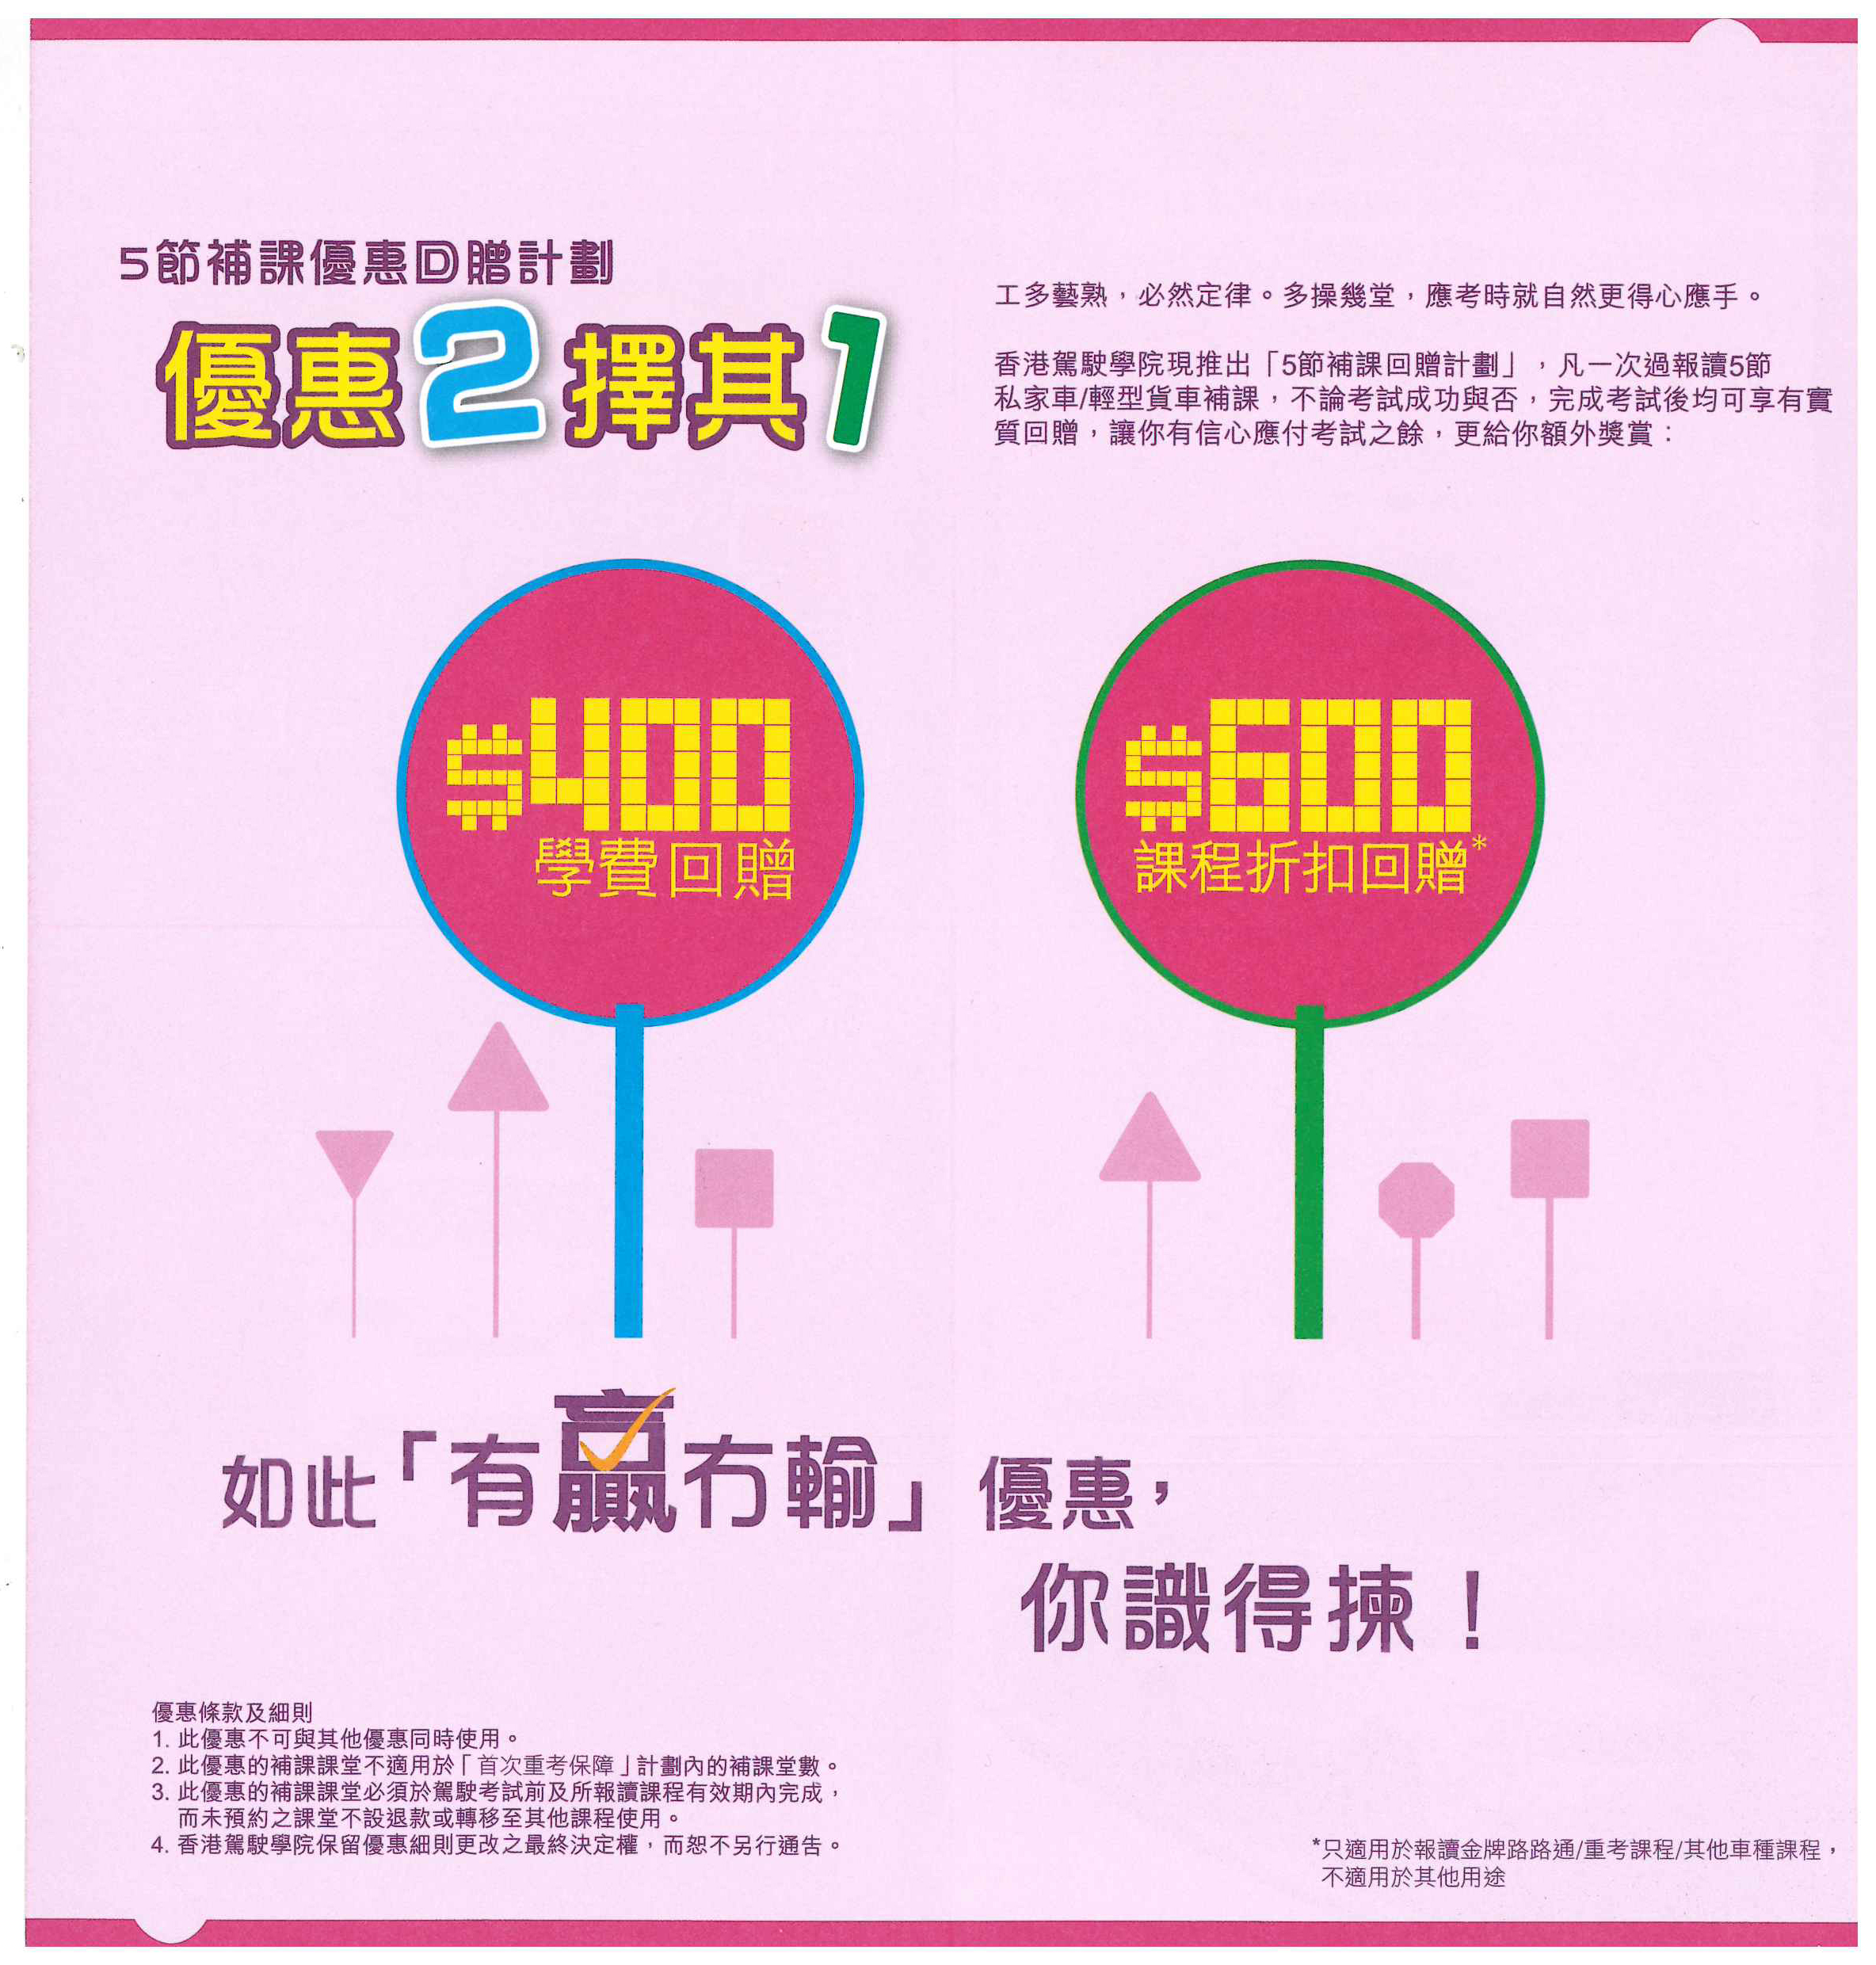 5節補課優惠回贈計劃
優惠2擇其1
工多藝熟，必然定律。多操幾堂，應考時就自然更得心應手。
香港駕駛學院現推出「5節補課回贈計劃」，凡一次過報讀5節
私家車/輕型貨車補課，不論考試成功與否，完成考試後均可享有實
質回贈，讓你有信心應付考試之餘，更給你額外獎賞：
$400
學費回贈
$600
課程折扣回贈*
如此「有贏冇輸」優惠，
你識得揀！
優惠條款及細則
1. 此優惠不可與其他優惠同時使用。
2. 此優惠的補課課堂不適用於「首次重考保障」計劃內的補課堂數。
3. 此優惠的補課課堂必須於駕駛考試前及所報讀課程有效期內完成，
而未預約之課堂不設退款或轉移至其他課程使用。
4. 香港駕駛學院保留優惠細則更改之最終決定權，而恕不另行通告。
*只適用於報讀金牌路路通/重考課程/其他車種課程，
不適用於其他用途